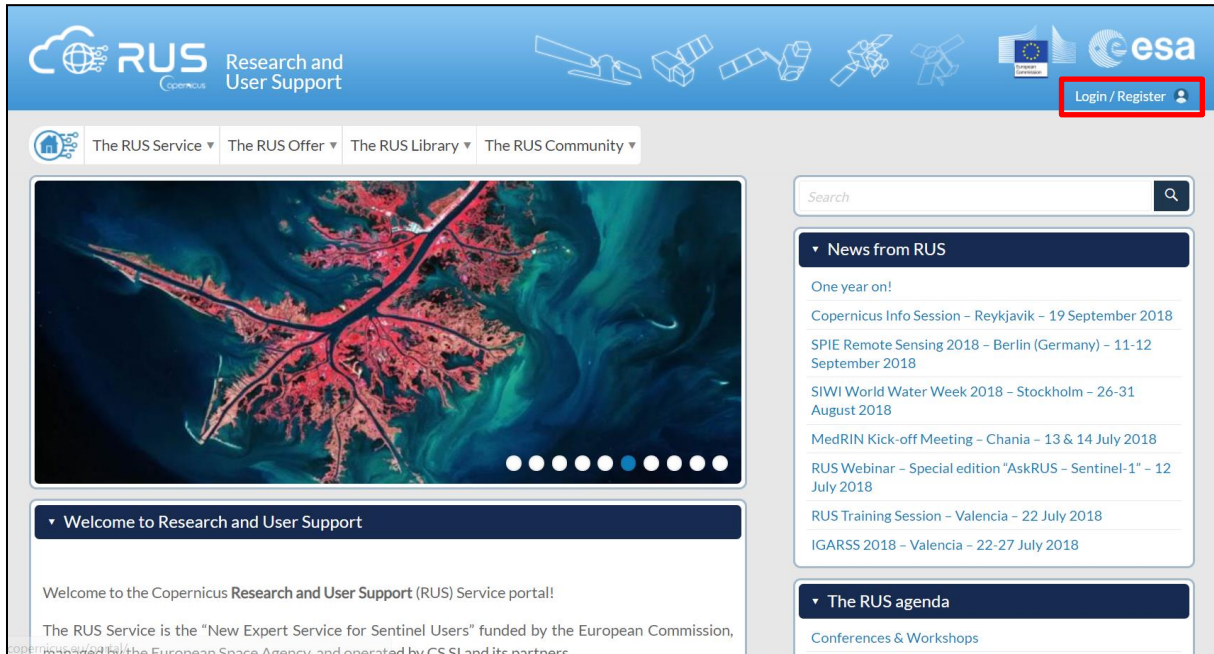 RUS
Copernicus
Research and
User Support
European
Commission
esa
Login / Register
The RUS Service ▾
The RUS Offer ▾
The RUS Library ▾
The RUS Community ▾
Search
▾ News from RUS
One year on!
Copernicus Info Session – Reykjavik – 19 September 2018
SPIE Remote Sensing 2018 – Berlin (Germany) – 11-12
September 2018
SIWI World Water Week 2018 – Stockholm – 26-31
August 2018
MedRIN Kick-off Meeting – Chania – 13 & 14 July 2018
RUS Webinar – Special edition “AskRUS – Sentinel-1” – 12
July 2018
RUS Training Session – Valencia – 22 July 2018
IGARSS 2018 – Valencia – 22-27 July 2018
▾ Welcome to Research and User Support
Welcome to the Copernicus Research and User Support (RUS) Service portal!
The RUS Service is the “New Expert Service for Sentinel Users” funded by the European Commission,
managed by the European Space Agency, and operated by CS SI and its partners.
▾ The RUS agenda
Conferences & Workshops